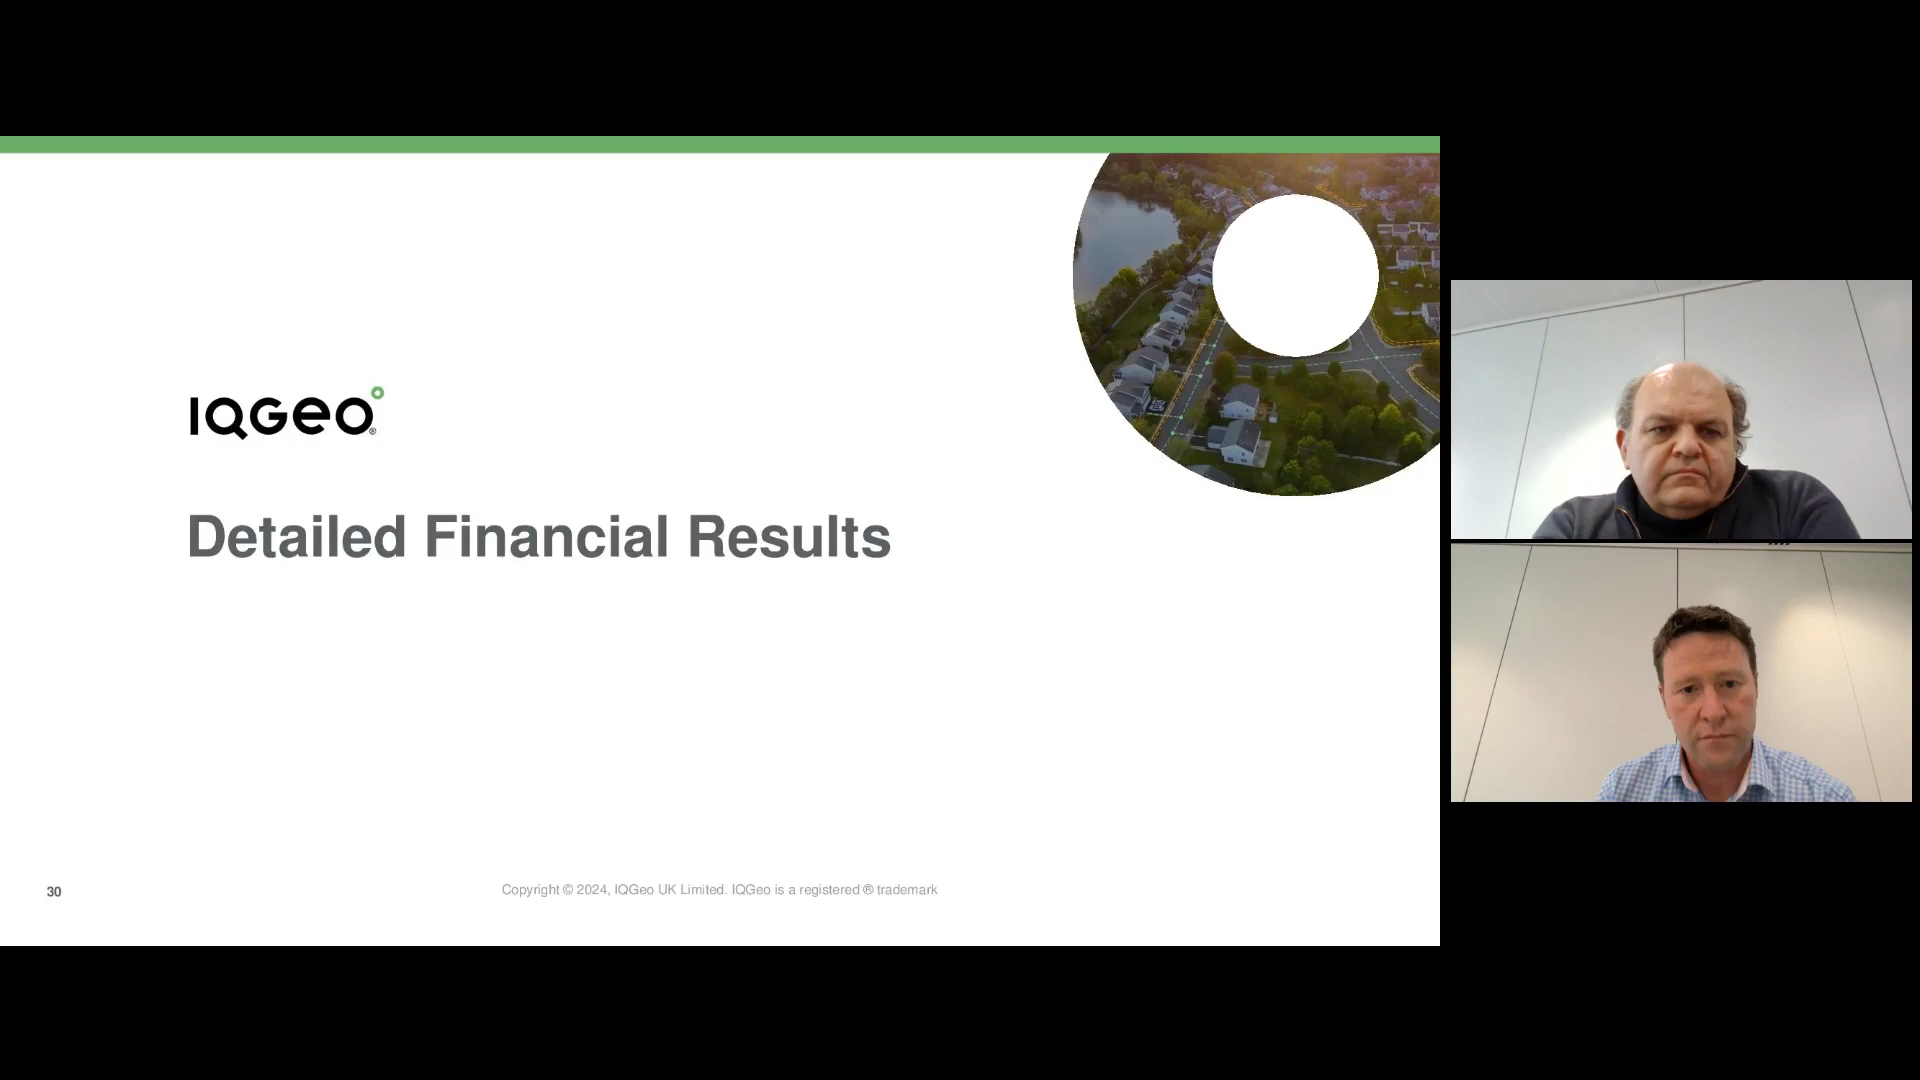 IQGeo®
Detailed Financial Results
30
Copyright © 2024, IQGeo UK Limited. IQGeo is a registered ® trademark